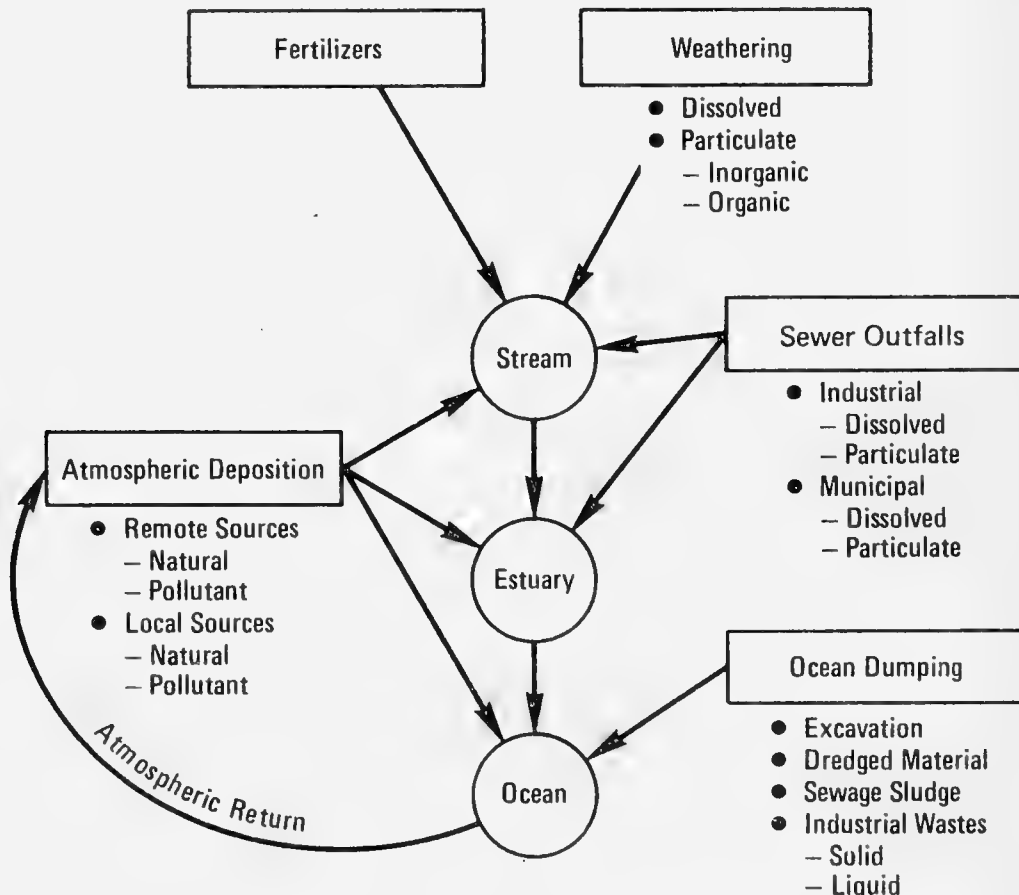 Fertilizers
Weathering
● Dissolved
● Particulate
– Inorganic
– Organic
Stream
Sewer Outfalls
● Industrial
– Dissolved
– Particulate
● Municipal
– Dissolved
– Particulate
Atmospheric Deposition
● Remote Sources
– Natural
– Pollutant
● Local Sources
– Natural
– Pollutant
Estuary
Ocean Dumping
● Excavation
● Dredged Material
● Sewage Sludge
● Industrial Wastes
– Solid
– Liquid
Ocean
Atmospheric Return